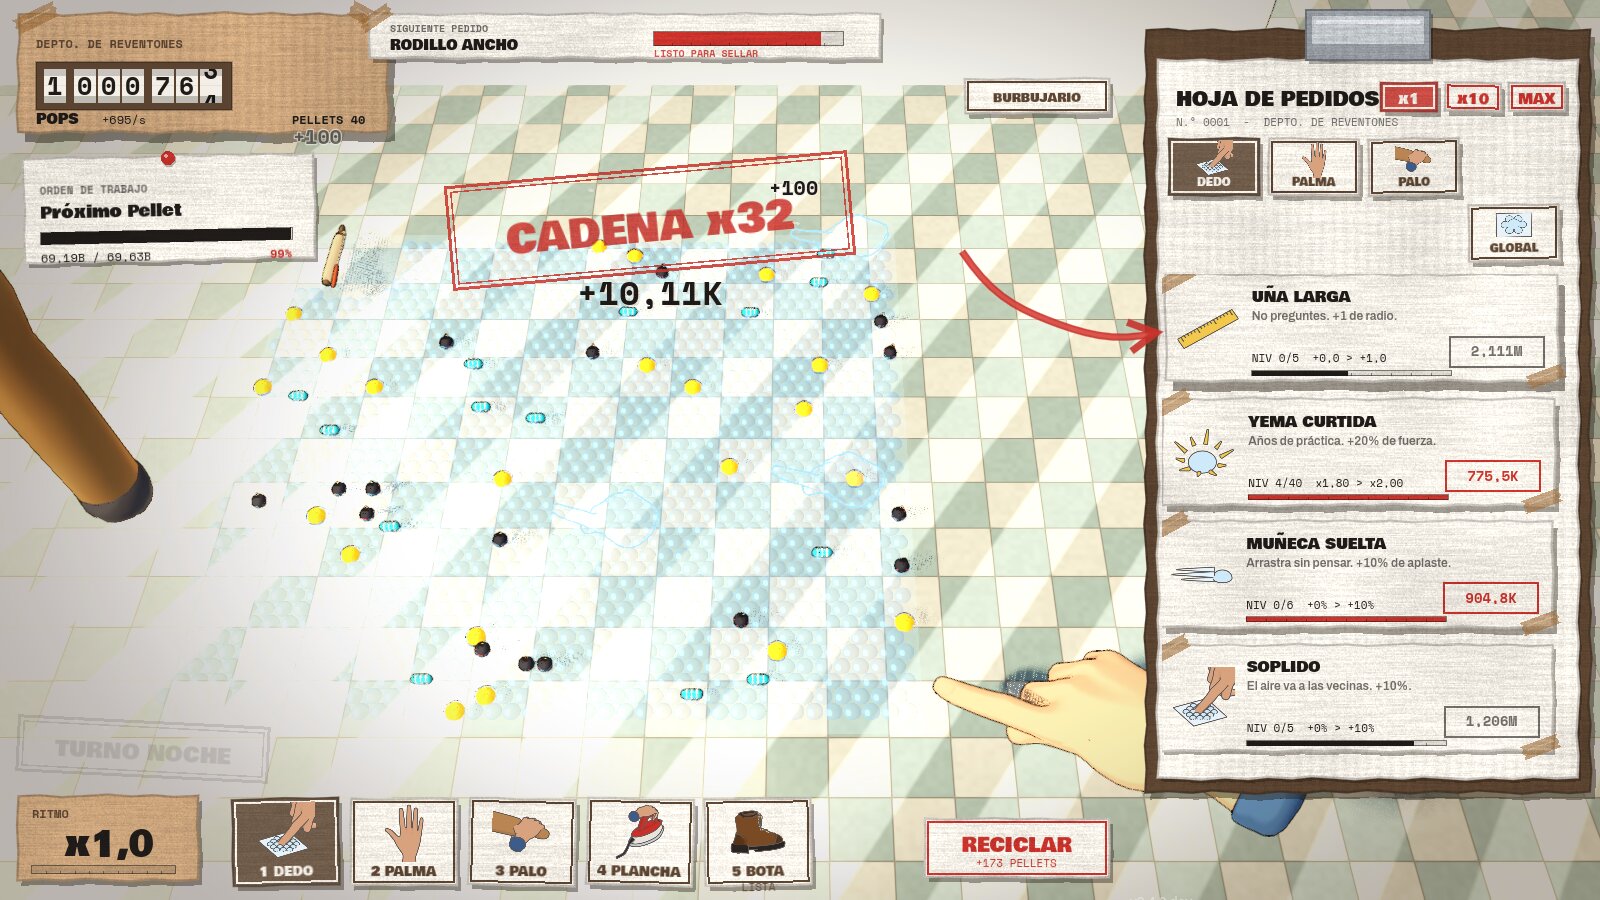 DEPTO. DE REVENTONES
1 000 76
POPS +695/s
PELLETS 40
+100
SIGUIENTE PEDIDO
RODILLO ANCHO
LISTO PARA SELLAR
BURBUJARIO
ORDEN DE TRABAJO
Próximo Pellet
69,19B / 69,63B 99%
+100
CADENA x32
+10,11K
HOJA DE PEDIDOS
x1 x10 MAX
N.° 0001 - DEPTO. DE REVENTONES
DEDO PALMA PALO
GLOBAL
UÑA LARGA
No preguntes. +1 de radio.
NIV 0/5 +0,0 > +1,0
2,111M
YEMA CURTIDA
Años de práctica. +20% de fuerza.
NIV 4/40 x1,80 > x2,00
775,5K
MUÑECA SUELTA
Arrastra sin pensar. +10% de aplaste.
NIV 0/6 +0% > +10%
904,8K
SOPLIDO
El aire va a las vecinas. +10%.
NIV 0/5 +0% > +10%
1,206M
TURNO NOCHE
RITMO
x1,0
1 DEDO
2 PALMA
3 PALO
4 PLANCHA
5 BOTA
LISTA
RECICLAR
+173 PELLETS